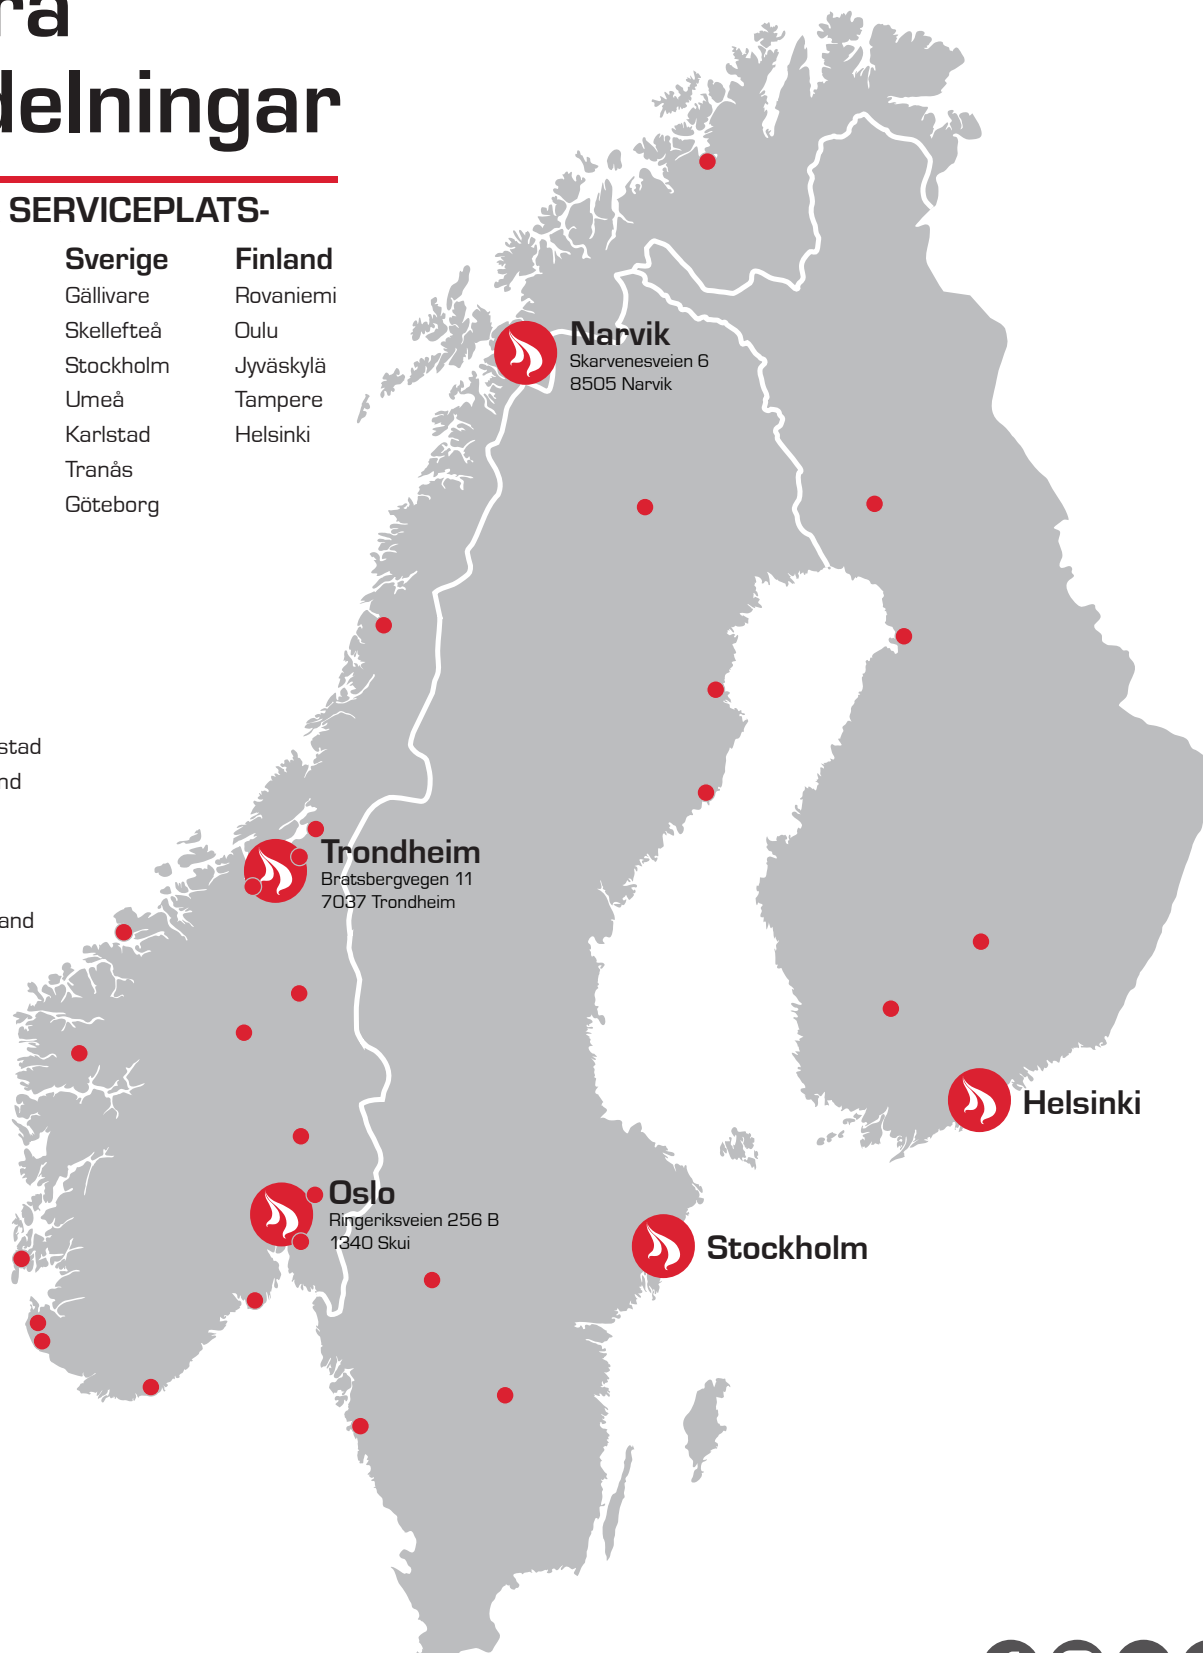 delningar
SERVICEPLATS-
Sverige
Gällivare
Skellefteå
Stockholm
Umeå
Karlstad
Tranås
Göteborg
Finland
Rovaniemi
Oulu
Jyväskylä
Tampere
Helsinki
stad
nd
and
Narvik
Skarvenesveien 6
8505 Narvik
Trondheim
Bratsbergvegen 11
7037 Trondheim
Oslo
Ringeriksveien 256 B
1340 Skui
Helsinki
Stockholm